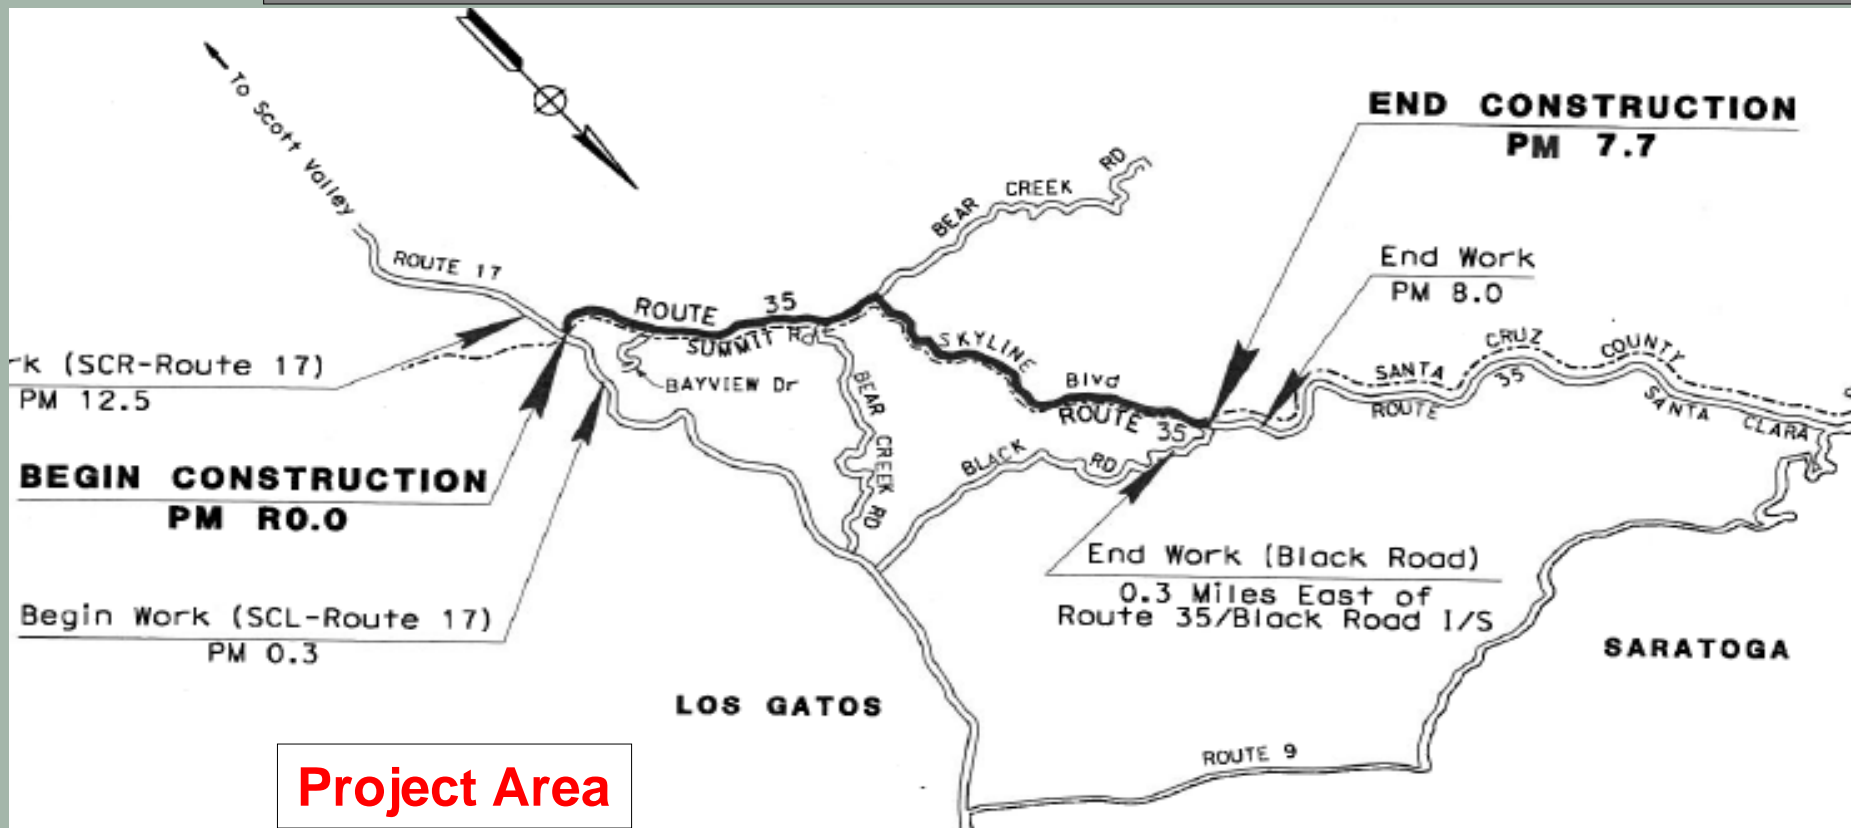 To Scott Valley
ROUTE 17
ROUTE 35
SUMMIT Rd
BAYVIEW Dr
BEAR CREEK RD
BEAR CREEK RD
SKYLINE Blvd
ROUTE 35
BLACK RD
END CONSTRUCTION
PM 7.7
End Work
PM 8.0
SANTA CRUZ COUNTY
ROUTE 35
SANTA CLARA
(SCR-Route 17)
PM 12.5
BEGIN CONSTRUCTION
PM R0.0
Begin Work (SCL-Route 17)
PM 0.3
End Work (Black Road)
0.3 Miles East of
Route 35/Black Road I/S
SARATOGA
LOS GATOS
ROUTE 9
Project Area